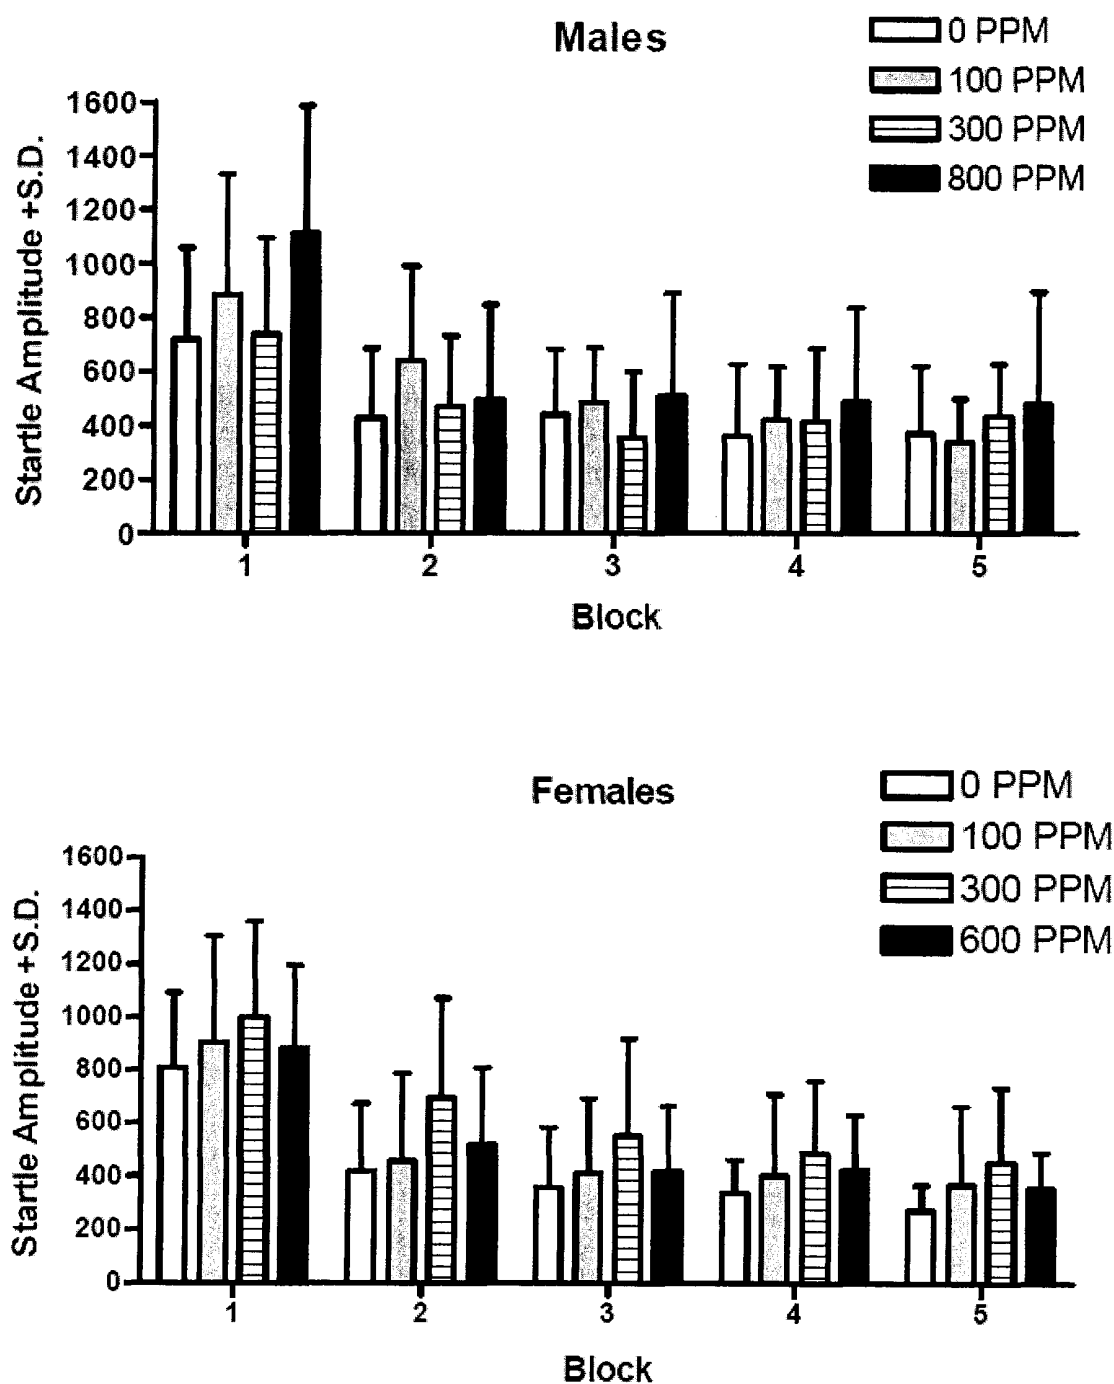 Males
0 PPM
100 PPM
300 PPM
800 PPM
Startle Amplitude +S.D.
1600
1400
1200
1000
800
600
400
200
0
1 2 3 4 5
Block
Females
0 PPM
100 PPM
300 PPM
600 PPM
Startle Amplitude +S.D.
1600
1400
1200
1000
800
600
400
200
0
1 2 3 4 5
Block